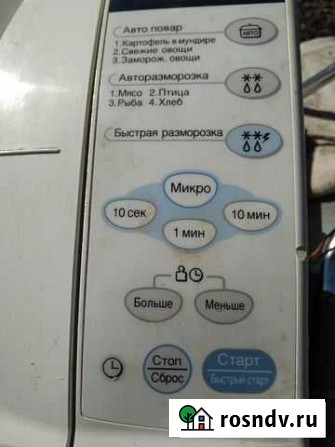 Авто повар
АВТО
1.Картофель в мундире
2.Свежие овощи
3.Заморож. овощи
Авторазморозка
1.Мясо 2.Птица
3.Рыба 4.Хлеб
Быстрая разморозка
Микро
10 сек
10 мин
1 мин
Больше
Меньше
Стоп
Сброс
Старт
Быстрый старт
rosndv.ru